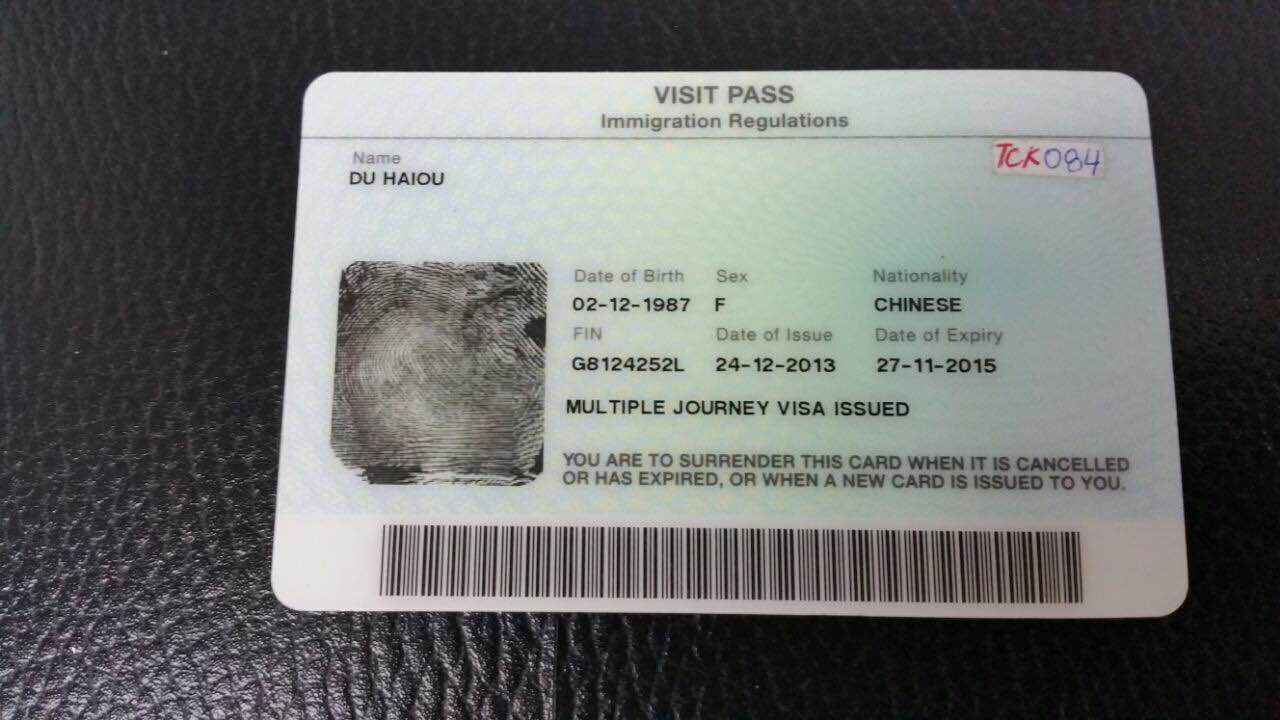 VISIT PASS
Immigration Regulations
TCK084
Name
DU HAIOU
Date of Birth Sex Nationality
02-12-1987 F CHINESE
FIN Date of Issue Date of Expiry
G8124252L 24-12-2013 27-11-2015
MULTIPLE JOURNEY VISA ISSUED
YOU ARE TO SURRENDER THIS CARD WHEN IT IS CANCELLED
OR HAS EXPIRED, OR WHEN A NEW CARD IS ISSUED TO YOU.